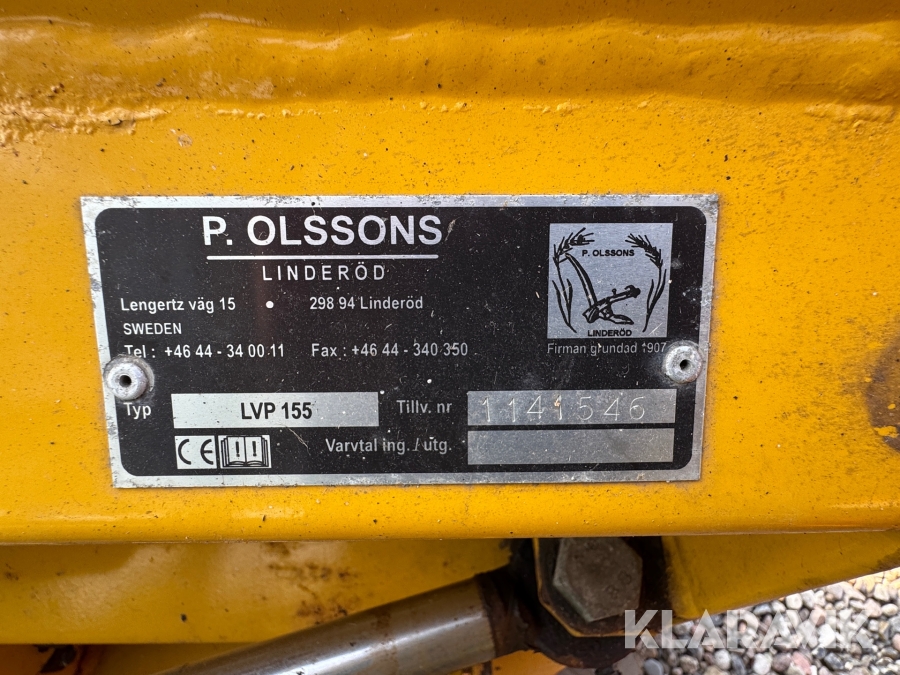 P. OLSSONS
LINDERÖD
Lengertz väg 15 • 298 94 Linderöd
SWEDEN
Tel : +46 44 - 34 00 11 Fax : +46 44 - 340 350
P. OLSSONS
LINDERÖD
Firman grundad 1907
Typ LVP 155 Tillv. nr 1141546
CE Varvtal ing. / utg.
KLARAVIK